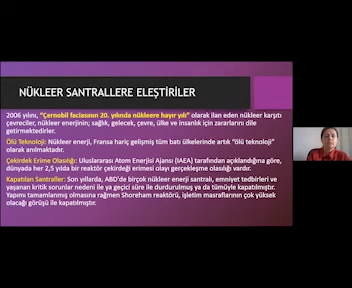 NÜKLEER SANTRALLERE ELEŞTİRİLER
2006 yılını, "Çernobil faciasının 20. yılında nükleere hayır yılı" olarak ilan eden nükleer karşıtı
çevreciler, nükleer enerjinin; sağlık, gelecek, çevre, ülke ve insanlık için zararlarını dile
getirmektedirler.
Ölü Teknoloji: Nükleer enerji, Fransa hariç gelişmiş tüm batı ülkelerinde artık "ölü teknoloji"
olarak anılmaktadır.
Çekirdek Erime Olasılığı: Uluslararası Atom Enerjisi Ajansı (IAEA) tarafından açıklandığına göre,
dünyada her 2,5 yılda bir reaktör çekirdeği erimesi olayı gerçekleşme olasılığı vardır.
Kapatılan Santraller: Son yıllarda, ABD'de birçok nükleer enerji santralı, emniyet tedbirleri ve
yaşanan kritik sorunlar nedeni ile ya geçici süre ile durdurulmuş ya da tümüyle kapatılmıştır.
Yapımı tamamlanmış olmasına rağmen Shoreham reaktörü, işletim masraflarının çok yüksek
olacağı görüşü ile kapatılmıştır.